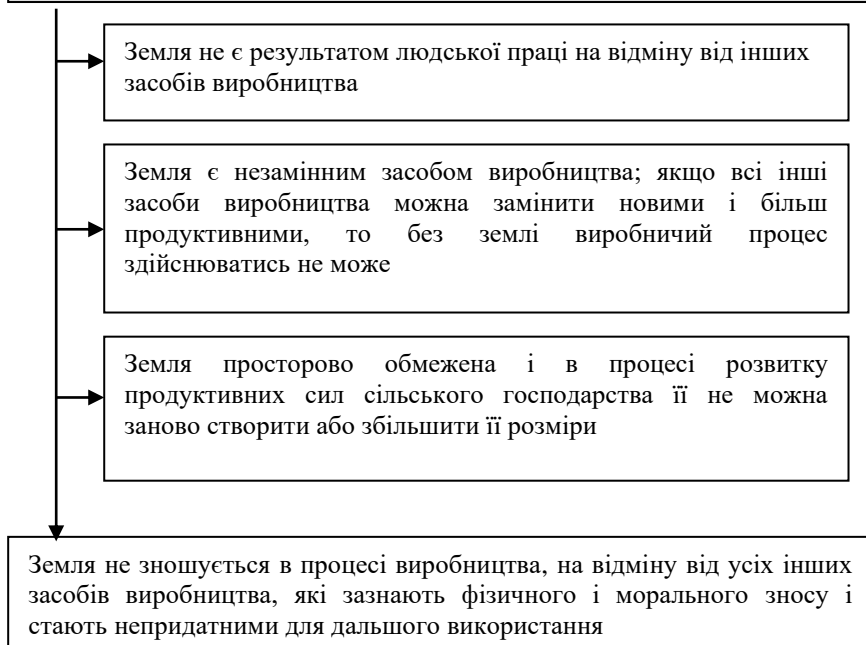 Земля не є результатом людської праці на відміну від інших
засобів виробництва
Земля є незамінним засобом виробництва; якщо всі інші
засоби виробництва можна замінити новими і більш
продуктивними, то без землі виробничий процес
здійснюватись не може
Земля просторово обмежена і в процесі розвитку
продуктивних сил сільського господарства її не можна
заново створити або збільшити її розміри
Земля не зношується в процесі виробництва, на відміну від усіх інших
засобів виробництва, які зазнають фізичного і морального зносу і
стають непридатними для дальшого використання